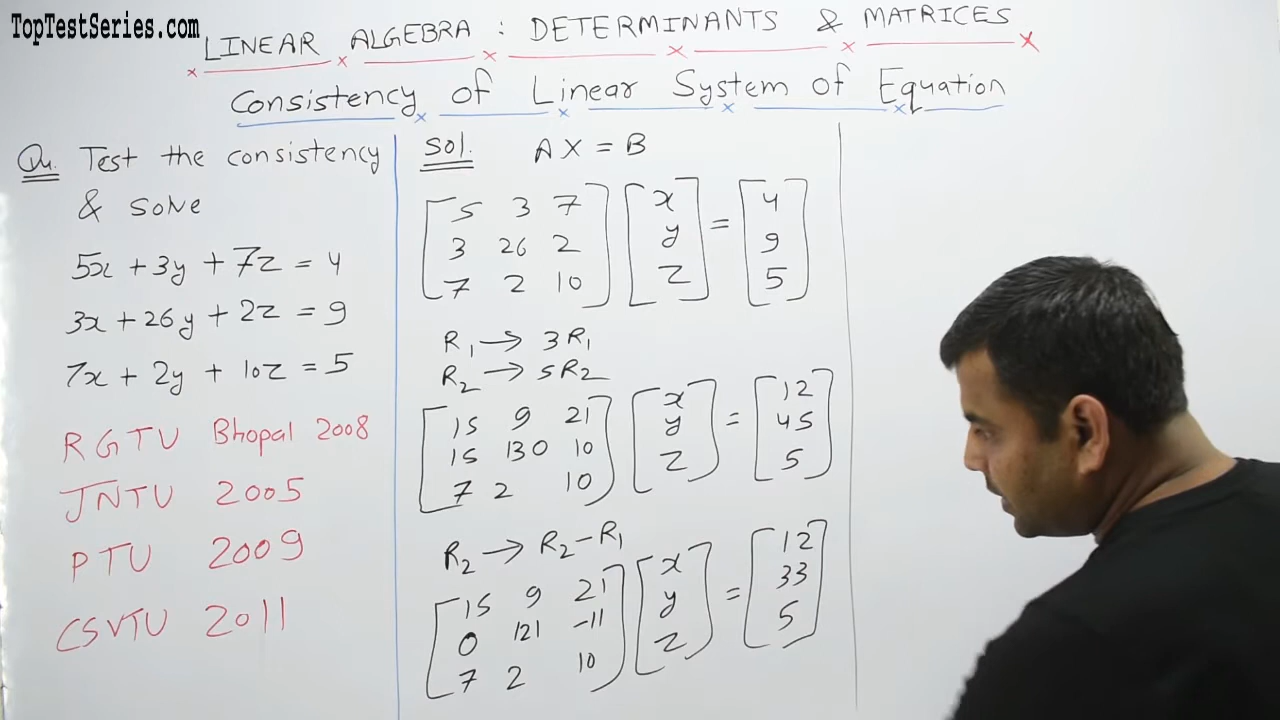 TopTestSeries.com
LINEAR ALGEBRA : DETERMINANTS & MATRICES
Consistency of Linear System of Equation
Qu. Test the consistency
& solve
5x + 3y + 7z = 4
3x + 26y + 2z = 9
7x + 2y + 10z = 5
RGTU Bhopal 2008
JNTU 2005
PTU 2009
CSVTU 2011
Sol. AX = B
5 3 7 x 4
3 26 2 y = 9
7 2 10 z 5
R1 → 3R1
R2 → 5R2
15 9 21 x 12
15 130 10 y = 45
7 2 10 z 5
R2 → R2-R1
15 9 21 x 12
0 121 -11 y = 33
7 2 10 z 5